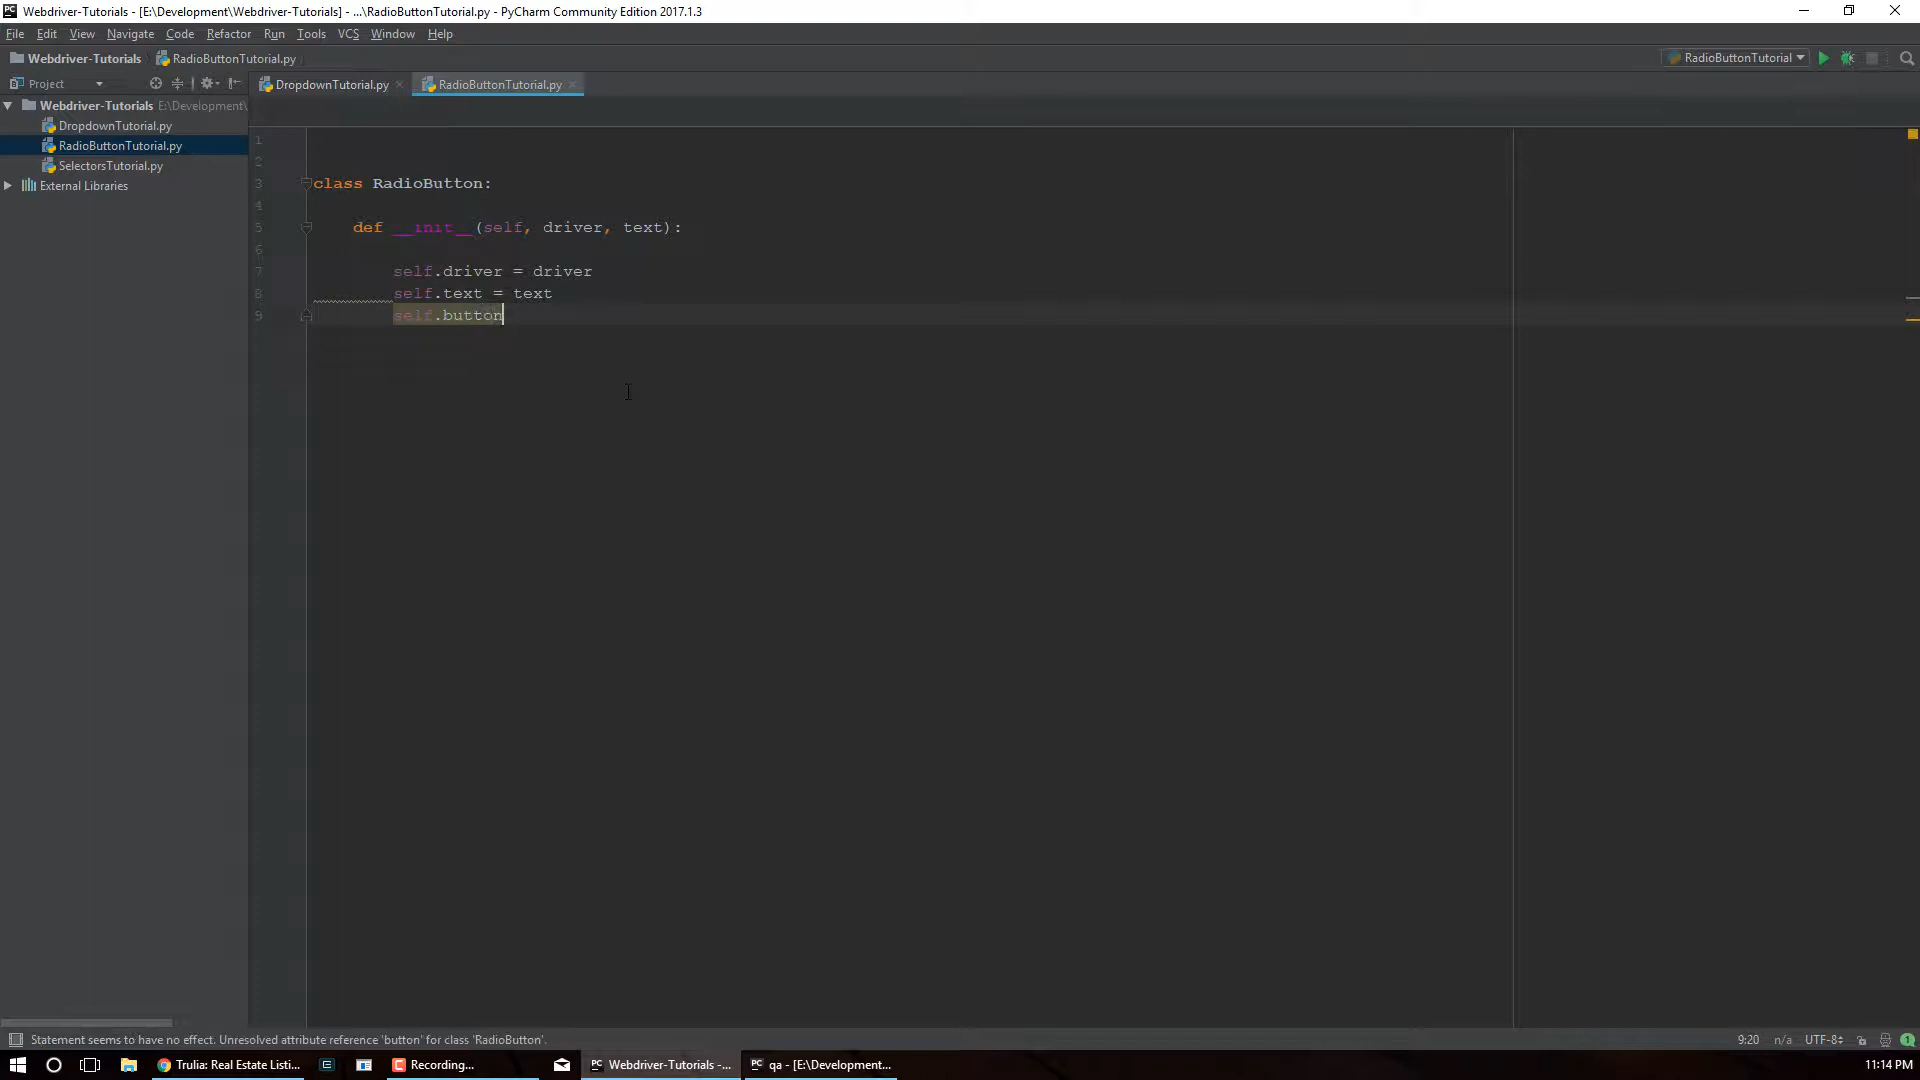 Webdriver-Tutorials - [E:\Development\Webdriver-Tutorials] - ...\RadioButtonTutorial.py - PyCharm Community Edition 2017.1.3
File Edit View Navigate Code Refactor Run Tools VCS Window Help
Webdriver-Tutorials RadioButtonTutorial.py RadioButtonTutorial
Project DropdownTutorial.py RadioButtonTutorial.py
Webdriver-Tutorials E:\Development\
DropdownTutorial.py
RadioButtonTutorial.py
SelectorsTutorial.py
External Libraries
1
2
3 class RadioButton:
4
5 def __init__(self, driver, text):
6
7 self.driver = driver
8 self.text = text
9 self.button
Statement seems to have no effect. Unresolved attribute reference 'button' for class 'RadioButton'. 9:20 n/a UTF-8 1
Trulia: Real Estate Listi... Recording... Webdriver-Tutorials -... qa - [E:\Development... 11:14 PM